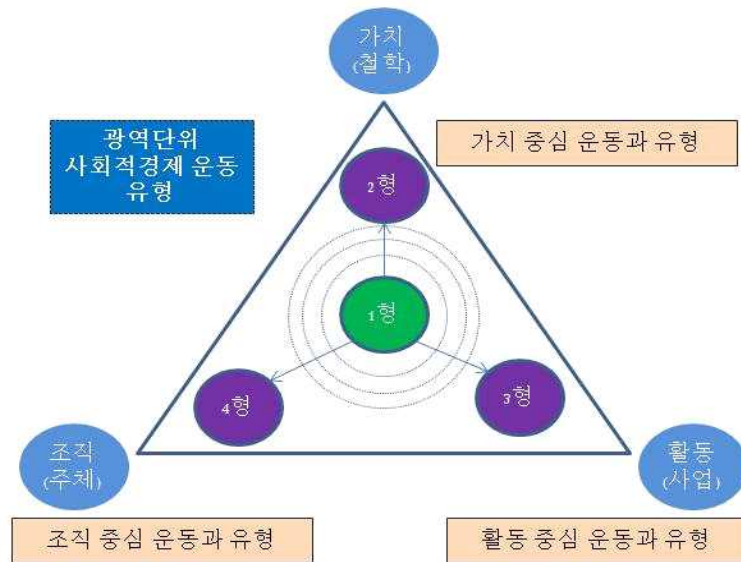 가치
(철학)
광역단위
사회적경제 운동
유형
가치 중심 운동과 유형
2형
1형
4형
3형
조직
(주체)
활동
(사업)
조직 중심 운동과 유형
활동 중심 운동과 유형